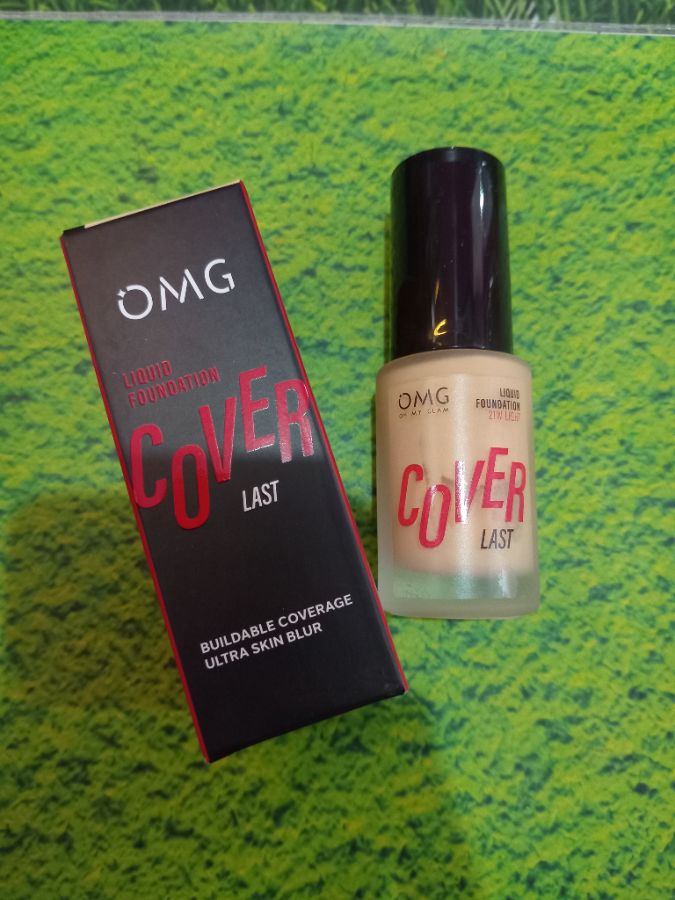 OMG
LIQUID
FOUNDATION
COVER
LAST
BUILDABLE COVERAGE
ULTRA SKIN BLUR
OMG
OH MY GLAM
LIQUID
FOUNDATION
21W LIGHT
COVER
LAST